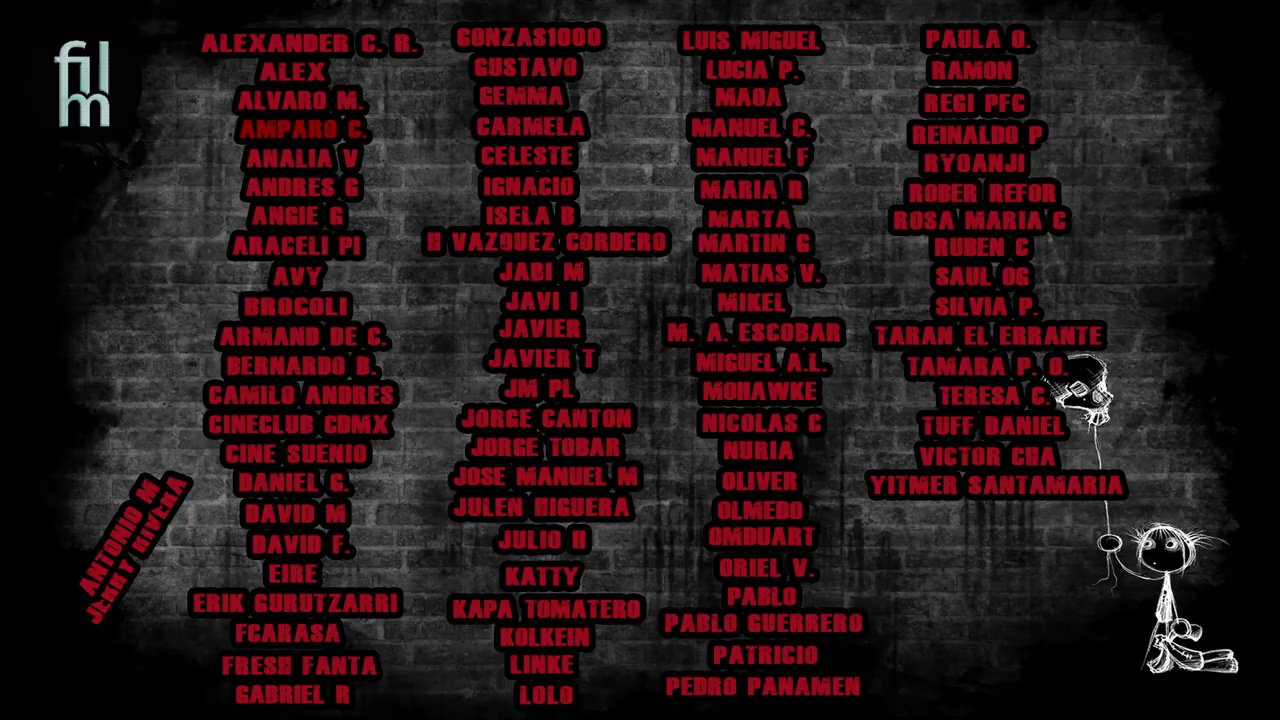 film
ALEXANDER C. R.
ALEX
ALVARO M.
AMPARO C.
ANALIA V
ANDRES G
ANGIE G
ARACELI PI
AVY
BROCOLI
ARMAND DE C.
BERNARDO B.
CAMILO ANDRES
CINECLUB CDMX
CINE SUENIO
DANIEL G.
DAVID M
DAVID F.
EIRE
ERIK GURUTZARRI
FCARASA
FRESH FANTA
GABRIEL R
ANTONIO M
JERIKT RIVERA
GONZAS1000
GUSTAVO
GEMMA
CARMELA
CELESTE
IGNACIO
ISELA B
H VAZQUEZ CORDERO
JABI M
JAVI I
JAVIER
JAVIER T
JM PL
JORGE CANTON
JORGE TOBAR
JOSE MANUEL M
JULEN HIGUERA
JULIO H
KATTY
KAPA TOMATERO
KOLKEIN
LINKE
LOLO
LUIS MIGUEL
LUCIA P.
MAOA
MANUEL C.
MANUEL F
MARIA R
MARTA
MARTIN G
MATIAS V.
MIKEL
M. A. ESCOBAR
MIGUEL A.L.
MOHAWKE
NICOLAS C
NURIA
OLIVER
OLMEDO
OMDUART
ORIEL V.
PABLO
PABLO GUERRERO
PATRICIO
PEDRO PANAMEN
PAULA O.
RAMON
REGI PFC
REINALDO P
RYOANJI
ROBER REFOR
ROSA MARIA C
RUBEN C
SAUL OG
SILVIA P.
TARAN EL ERRANTE
TAMARA P. O.
TERESA C.
TUFF DANIEL
VICTOR CHA
YITMER SANTAMARIA